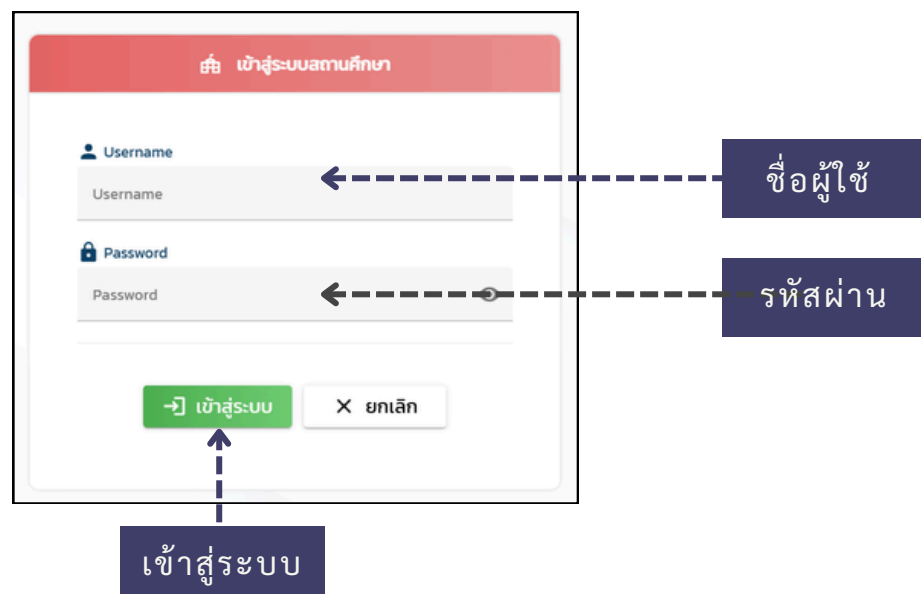 เข้าสู่ระบบสถานศึกษา
Username
Username
ชื่อผู้ใช้
Password
Password
รหัสผ่าน
เข้าสู่ระบบ
ยกเลิก
เข้าสู่ระบบ